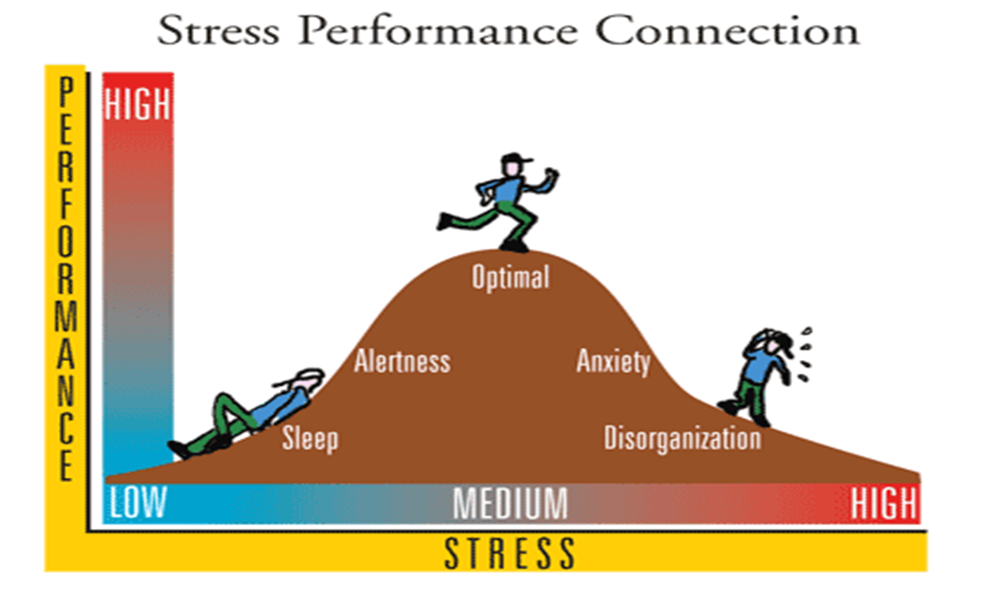 Stress Performance Connection
PERFORMANCE
HIGH
Optimal
Alertness
Anxiety
Sleep
Disorganization
LOW
MEDIUM
HIGH
STRESS